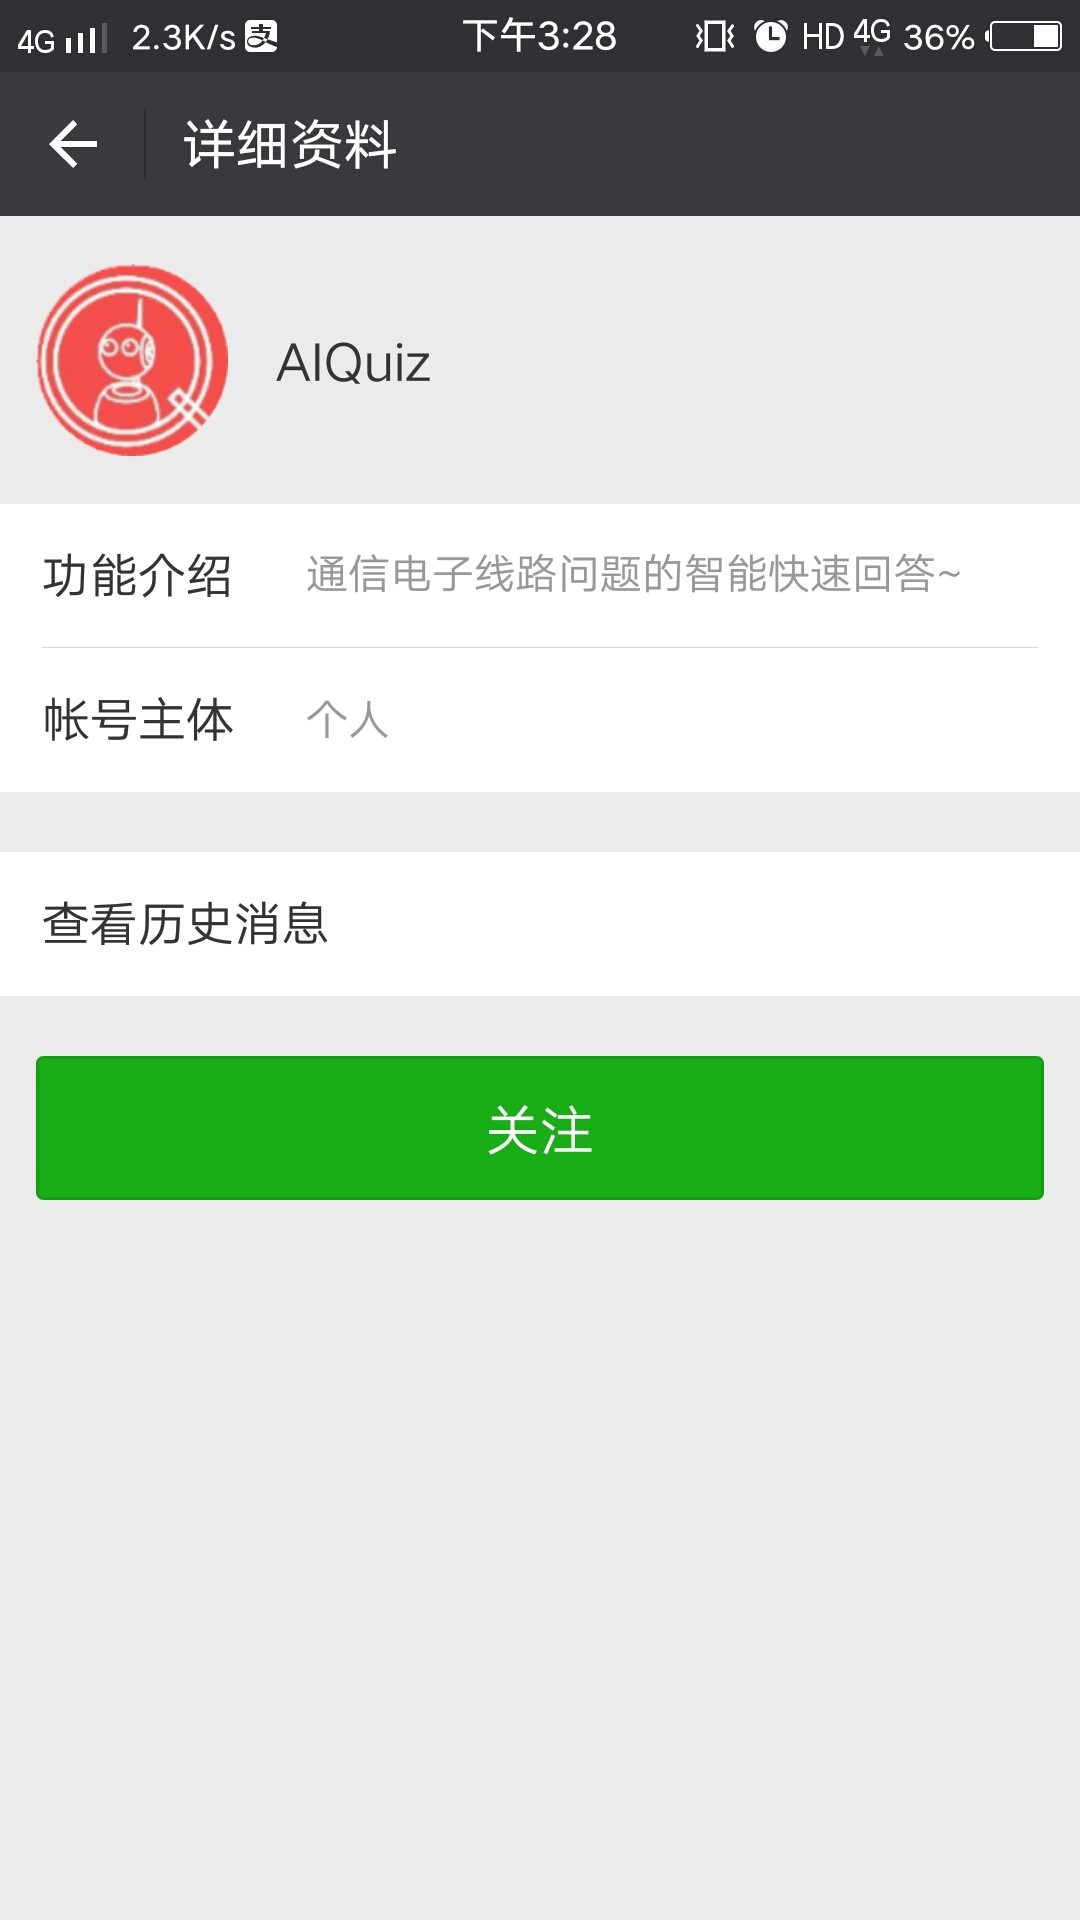 4G 2.3K/s 支 下午3:28 HD 4G 36%
详细资料
AIQuiz
功能介绍 通信电子线路问题的智能快速回答~
帐号主体 个人
查看历史消息
关注